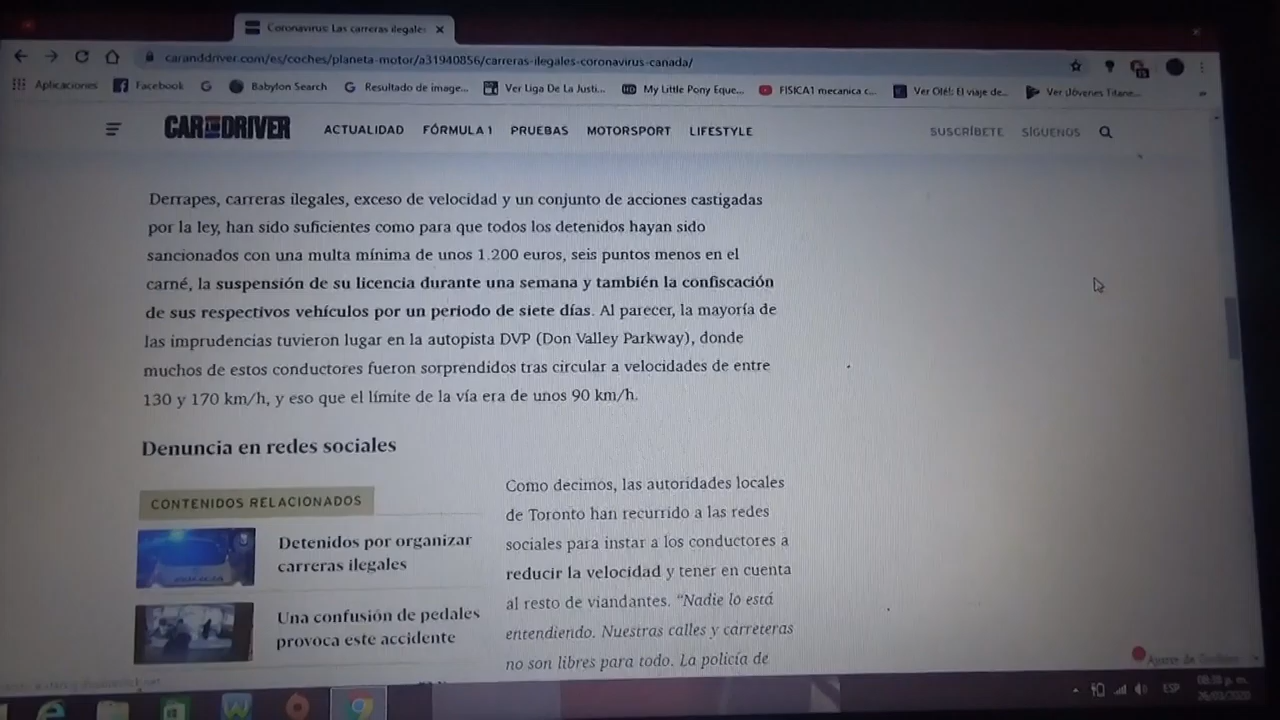 Coronavirus: Las carreras ilegales
caranddriver.com/es/coches/planeta-motor/a31940856/carreras-ilegales-coronavirus-canada/
Aplicaciones Facebook Babylon Search Resultado de image... Ver Liga De La Justi... My Little Pony Eque... FISICA1 mecanica c... Ver Olé!: El viaje de... Ver Jóvenes Titane...
CAR AND DRIVER ACTUALIDAD FÓRMULA 1 PRUEBAS MOTORSPORT LIFESTYLE SUSCRÍBETE SÍGUENOS
Derrapes, carreras ilegales, exceso de velocidad y un conjunto de acciones castigadas
por la ley, han sido suficientes como para que todos los detenidos hayan sido
sancionados con una multa mínima de unos 1.200 euros, seis puntos menos en el
carné, la suspensión de su licencia durante una semana y también la confiscación
de sus respectivos vehículos por un periodo de siete días. Al parecer, la mayoría de
las imprudencias tuvieron lugar en la autopista DVP (Don Valley Parkway), donde
muchos de estos conductores fueron sorprendidos tras circular a velocidades de entre
130 y 170 km/h, y eso que el límite de la vía era de unos 90 km/h.
Denuncia en redes sociales
CONTENIDOS RELACIONADOS
Detenidos por organizar
carreras ilegales
Una confusión de pedales
provoca este accidente
Como decimos, las autoridades locales
de Toronto han recurrido a las redes
sociales para instar a los conductores a
reducir la velocidad y tener en cuenta
al resto de viandantes. “Nadie lo está
entendiendo. Nuestras calles y carreteras
no son libres para todo. La policía de
ESP